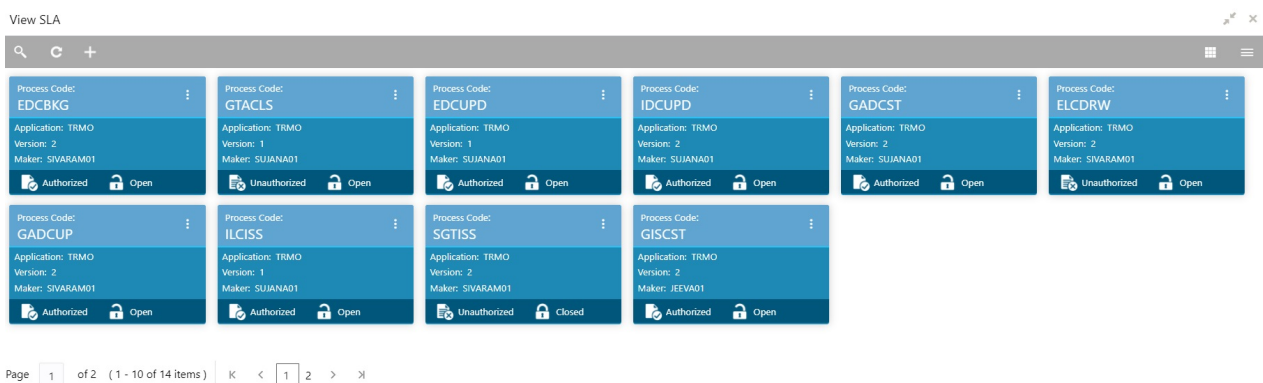 View SLA
Process Code:
EDCBKG
Application: TRMO
Version: 2
Maker: SIVARAM01
Authorized Open
Process Code:
GTACLS
Application: TRMO
Version: 1
Maker: SUJANA01
Unauthorized Open
Process Code:
EDCUPD
Application: TRMO
Version: 1
Maker: SUJANA01
Authorized Open
Process Code:
IDCUPD
Application: TRMO
Version: 2
Maker: SUJANA01
Authorized Open
Process Code:
GADCST
Application: TRMO
Version: 2
Maker: SUJANA01
Authorized Open
Process Code:
ELCDRW
Application: TRMO
Version: 2
Maker: SIVARAM01
Unauthorized Open
Process Code:
GADCUP
Application: TRMO
Version: 2
Maker: SIVARAM01
Authorized Open
Process Code:
ILCISS
Application: TRMO
Version: 1
Maker: SUJANA01
Authorized Open
Process Code:
SGTISS
Application: TRMO
Version: 2
Maker: SIVARAM01
Unauthorized Closed
Process Code:
GISCST
Application: TRMO
Version: 2
Maker: JEEVA01
Authorized Open
Page 1 of 2 ( 1 - 10 of 14 items ) 1 2